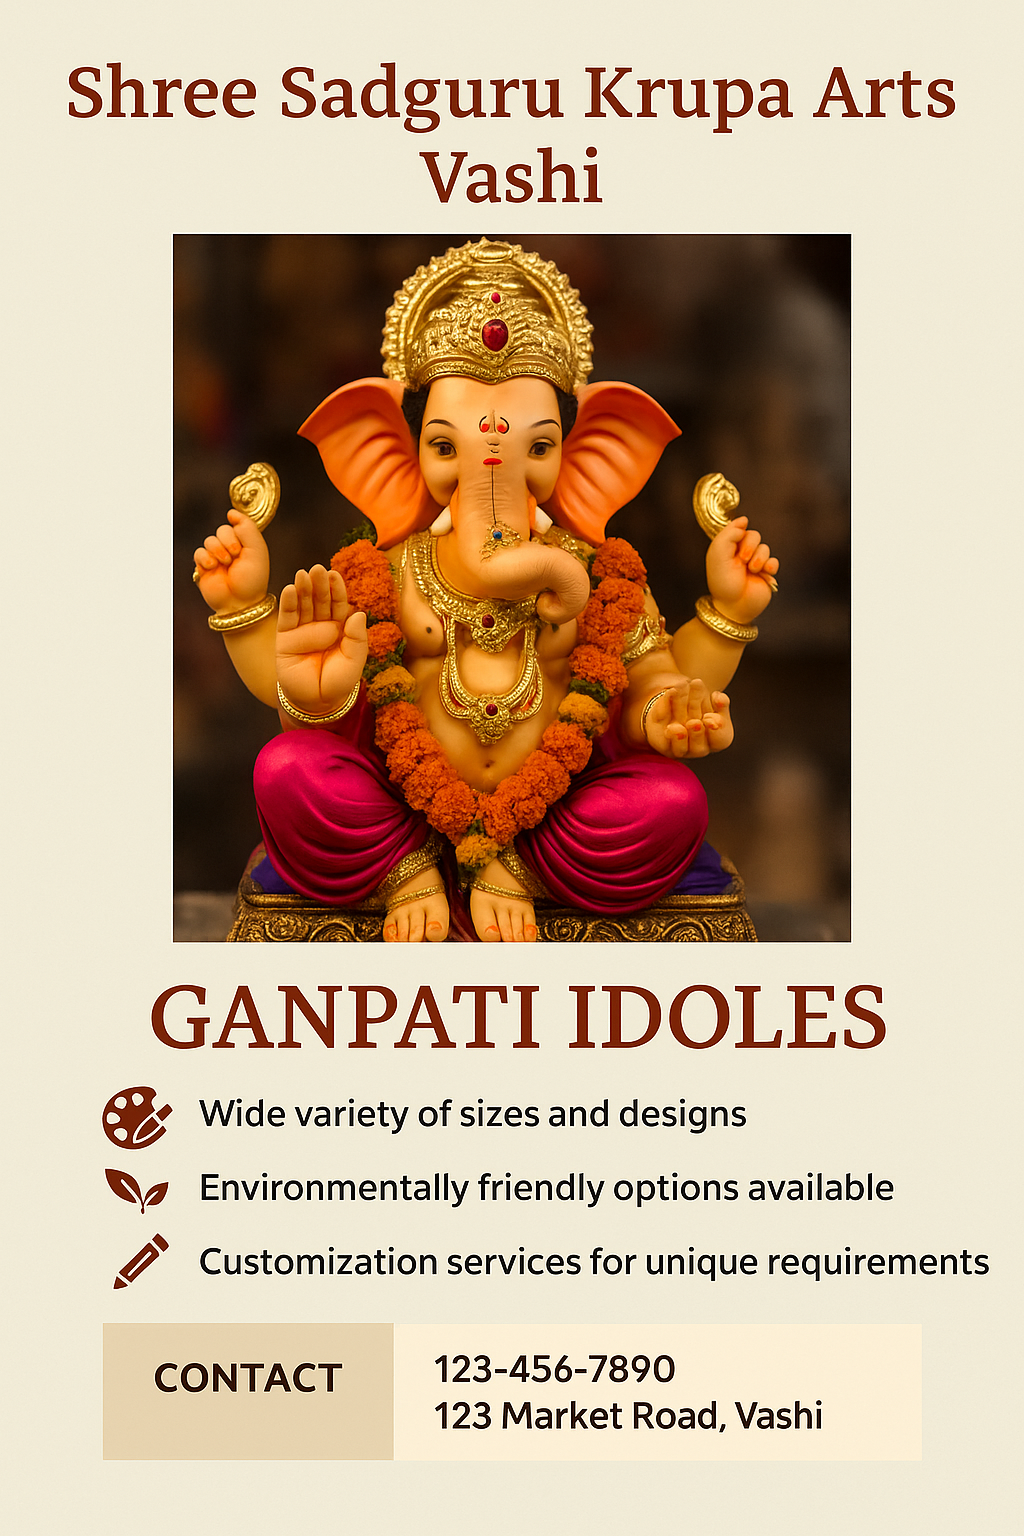 Shree Sadguru Krupa Arts
Vashi
GANPATI IDOLES
Wide variety of sizes and designs
Environmentally friendly options available
Customization services for unique requirements
CONTACT
123-456-7890
123 Market Road, Vashi